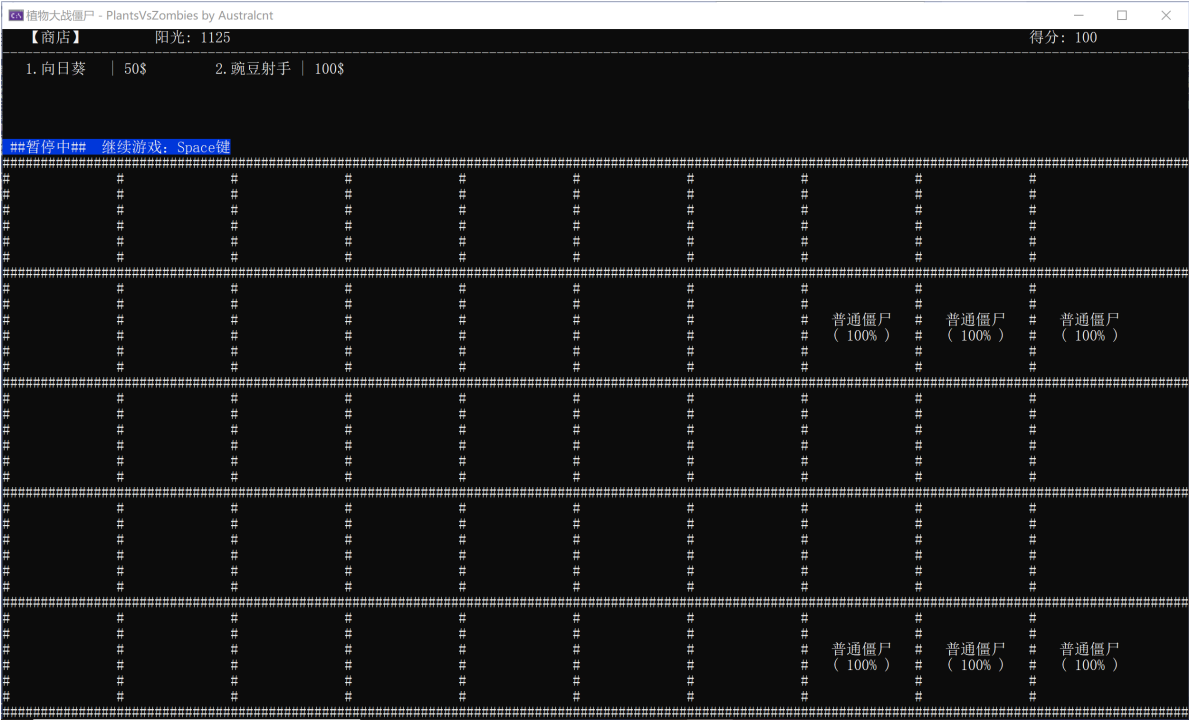 植物大战僵尸 - PlantsVsZombies by Australcnt
【商店】 阳光: 1125 得分: 100
1.向日葵 | 50$ 2.豌豆射手 | 100$
##暂停中## 继续游戏: Space键
普通僵尸 普通僵尸 普通僵尸
( 100% ) ( 100% ) ( 100% )
普通僵尸 普通僵尸 普通僵尸
( 100% ) ( 100% ) ( 100% )